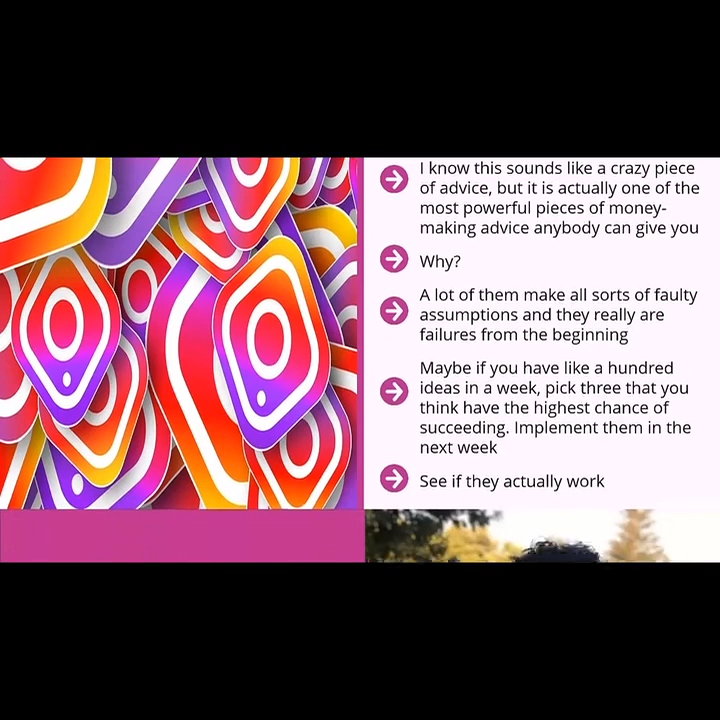 I know this sounds like a crazy piece
of advice, but it is actually one of the
most powerful pieces of money-
making advice anybody can give you
Why?
A lot of them make all sorts of faulty
assumptions and they really are
failures from the beginning
Maybe if you have like a hundred
ideas in a week, pick three that you
think have the highest chance of
succeeding. Implement them in the
next week
See if they actually work